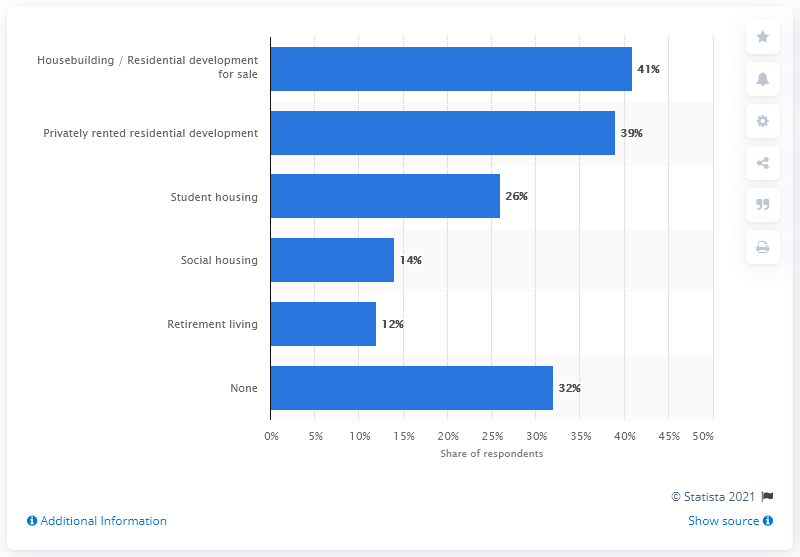 Housebuilding / Residential development
for sale
41%
Privately rented residential development
39%
Student housing
26%
Social housing
14%
Retirement living
12%
None
32%
0% 5% 10% 15% 20% 25% 30% 35% 40% 45% 50%
Share of respondents
© Statista 2021
Additional Information
Show source